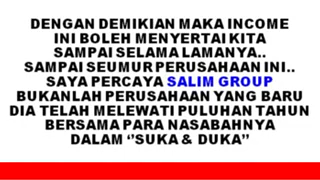 DENGAN DEMIKIAN MAKA INCOME
INI BOLEH MENYERTAI KITA
SAMPAI SELAMA LAMANYA..
SAMPAI SEUMUR PERUSAHAAN INI..
SAYA PERCAYA SALIM GROUP
BUKANLAH PERUSAHAAN YANG BARU
DIA TELAH MELEWATI PULUHAN TAHUN
BERSAMA PARA NASABAHNYA
DALAM ‘’SUKA & DUKA”